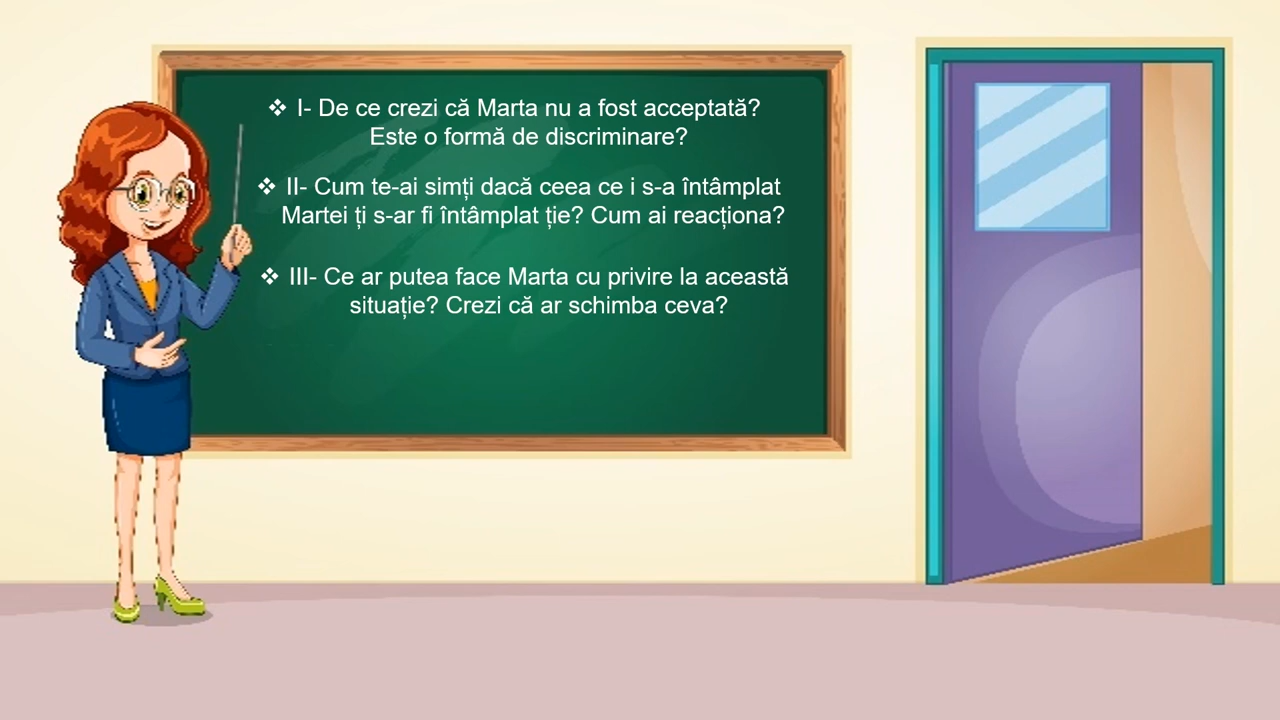 ❖ I- De ce crezi că Marta nu a fost acceptată?
Este o formă de discriminare?
❖ II- Cum te-ai simți dacă ceea ce i s-a întâmplat
Martei ți s-ar fi întâmplat ție? Cum ai reacționa?
❖ III- Ce ar putea face Marta cu privire la această
situație? Crezi că ar schimba ceva?